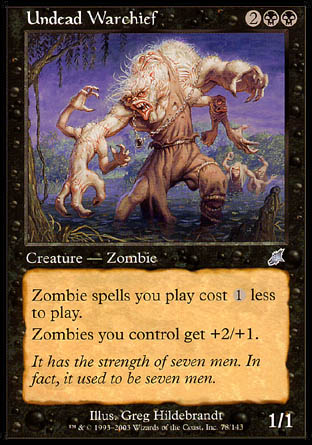 Undead Warchief 2
Creature — Zombie
Zombie spells you play cost 1 less
to play.
Zombies you control get +2/+1.
It has the strength of seven men. In
fact, it used to be seven men.
Illus. Greg Hildebrandt
™ & © 1993–2003 Wizards of the Coast, Inc. 78/143
1/1